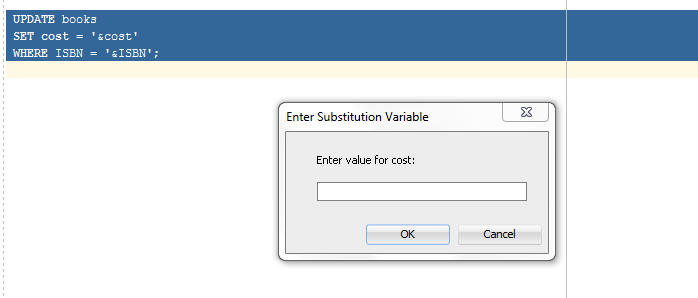 UPDATE books
SET cost = '&cost'
WHERE ISBN = '&ISBN';
Enter Substitution Variable
Enter value for cost:
OK
Cancel